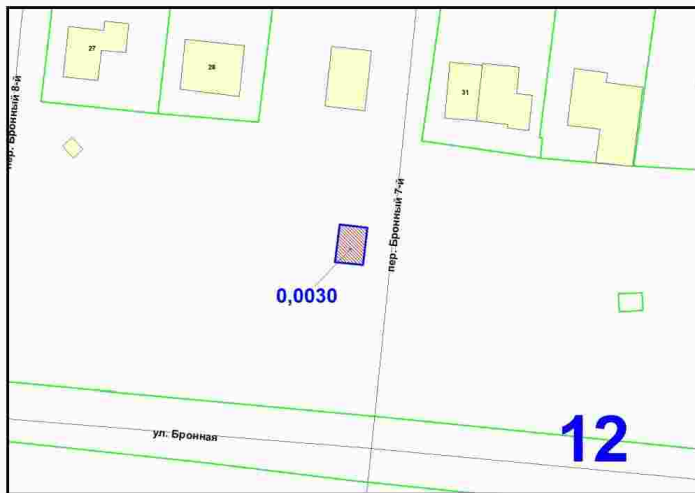 27
28
31
пер. Бронный 8-й
пер. Бронный 7-й
0,0030
ул. Бронная
12